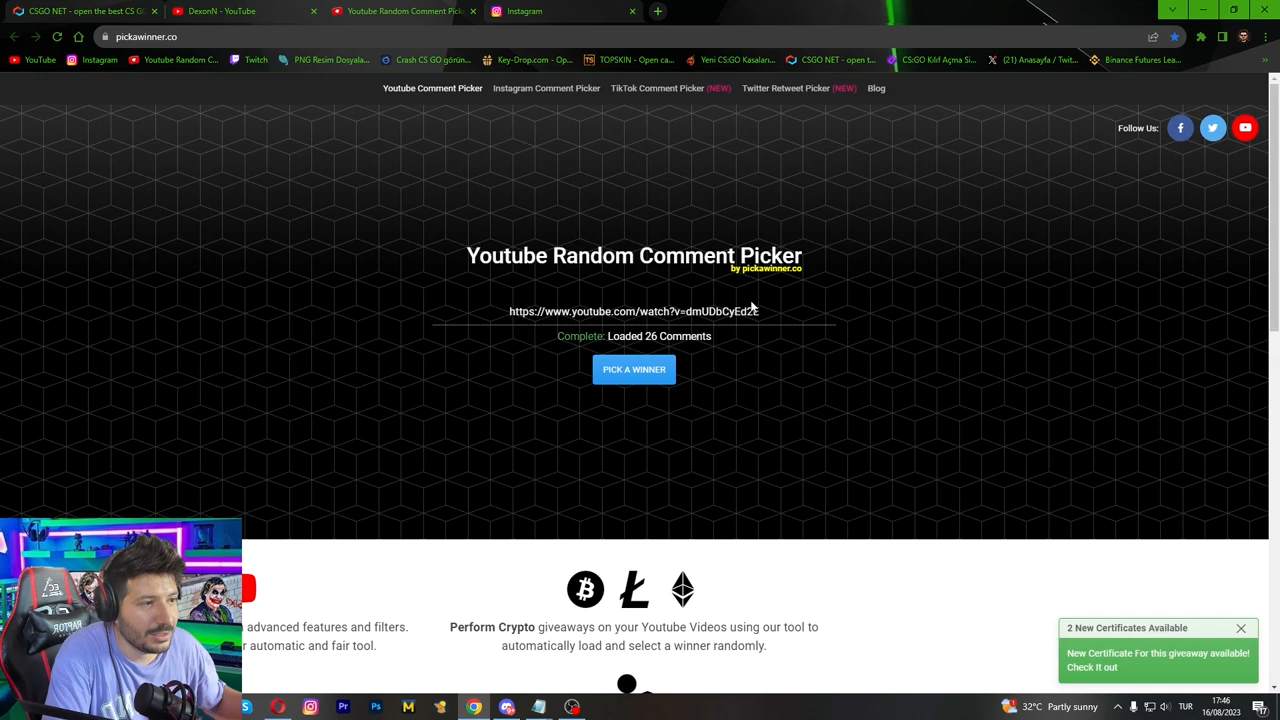 CSGO NET - open the best CS G
DexonN - YouTube
Youtube Random Comment Pick
Instagram
pickawinner.co
YouTube
Instagram
Youtube Random C...
Twitch
PNG Resim Dosyala...
Crash CS GO görün...
Key-Drop.com - Op...
TOPSKIN - Open ca...
Yeni CS:GO Kasaları...
CSGO NET - open t...
CS:GO Kılıf Açma Si...
(21) Anasayfa / Twit...
Binance Futures Lea...
Youtube Comment Picker
Instagram Comment Picker
TikTok Comment Picker (NEW)
Twitter Retweet Picker (NEW)
Blog
Follow Us:
Youtube Random Comment Picker
by pickawinner.co
https://www.youtube.com/watch?v=dmUDbCyEd2E
Complete: Loaded 26 Comments
PICK A WINNER
advanced features and filters.
r automatic and fair tool.
Perform Crypto giveaways on your Youtube Videos using our tool to
automatically load and select a winner randomly.
2 New Certificates Available
New Certificate For this giveaway available!
Check It out
32°C Partly sunny
TUR
17:46
16/08/2023
17